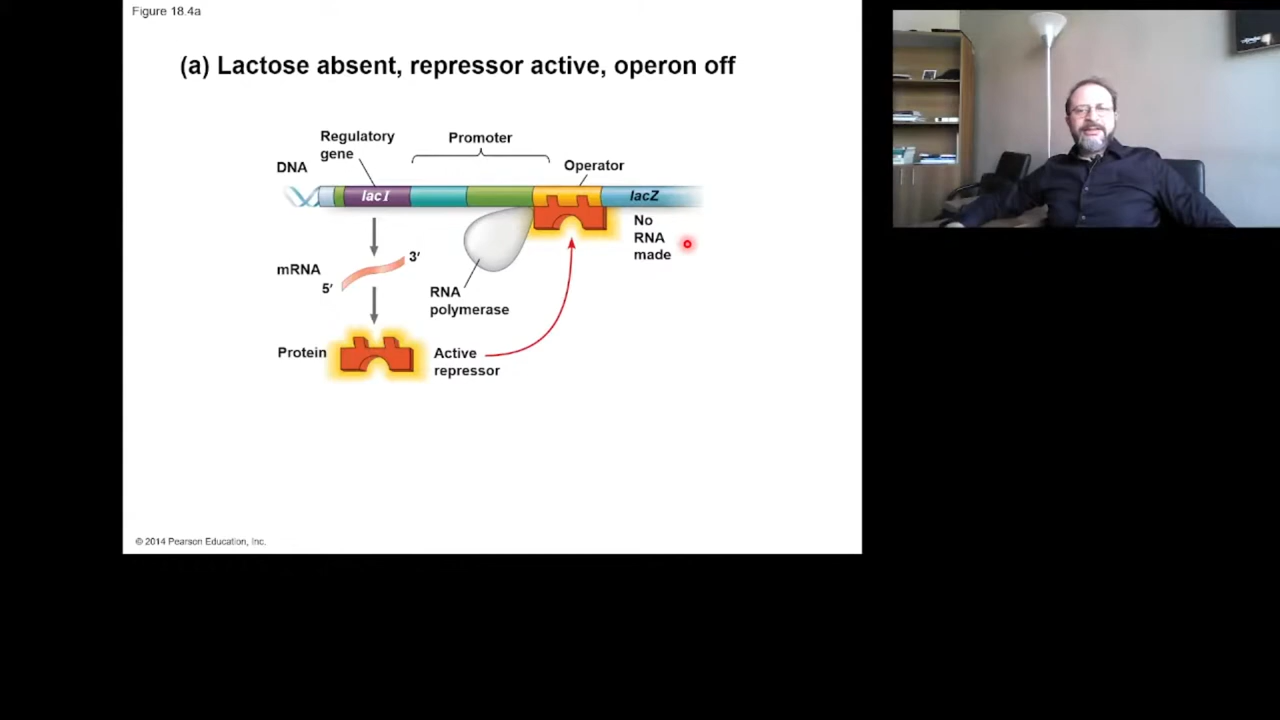 Figure 18.4a
(a) Lactose absent, repressor active, operon off
Regulatory
gene
Promoter
DNA
Operator
lacI
lacZ
No
RNA
made
mRNA
3′
5′
RNA
polymerase
Protein
Active
repressor
© 2014 Pearson Education, Inc.